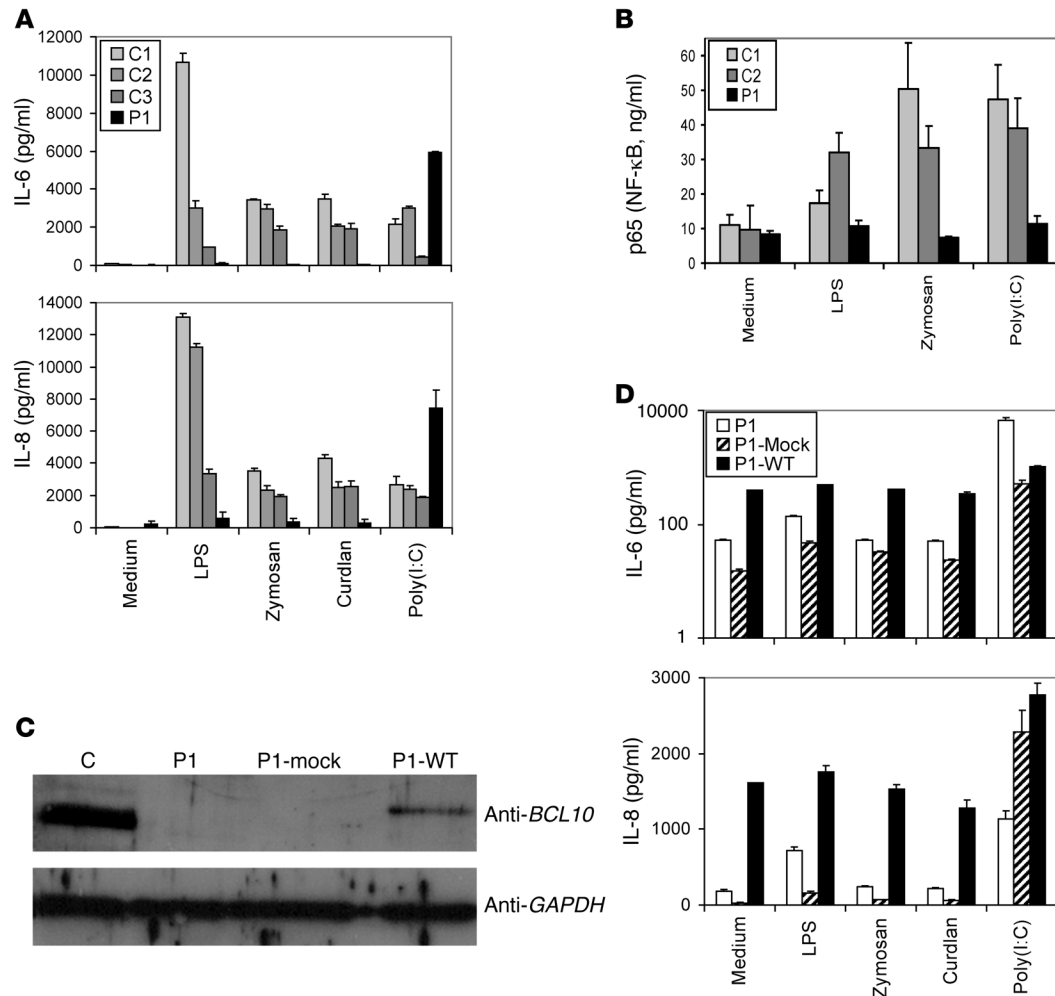 A
IL-6 (pg/ml)
12000
10000
8000
6000
4000
2000
0
C1
C2
C3
P1
IL-8 (pg/ml)
14000
12000
10000
8000
6000
4000
2000
0
Medium
LPS
Zymosan
Curdlan
Poly(I:C)
B
p65 (NF-κB, ng/ml)
60
50
40
30
20
10
0
C1
C2
P1
Medium
LPS
Zymosan
Poly(I:C)
C
C P1 P1-mock P1-WT
Anti-BCL10
Anti-GAPDH
D
IL-6 (pg/ml)
10000
100
1
P1
P1-Mock
P1-WT
IL-8 (pg/ml)
3000
2000
1000
0
Medium
LPS
Zymosan
Curdlan
Poly(I:C)